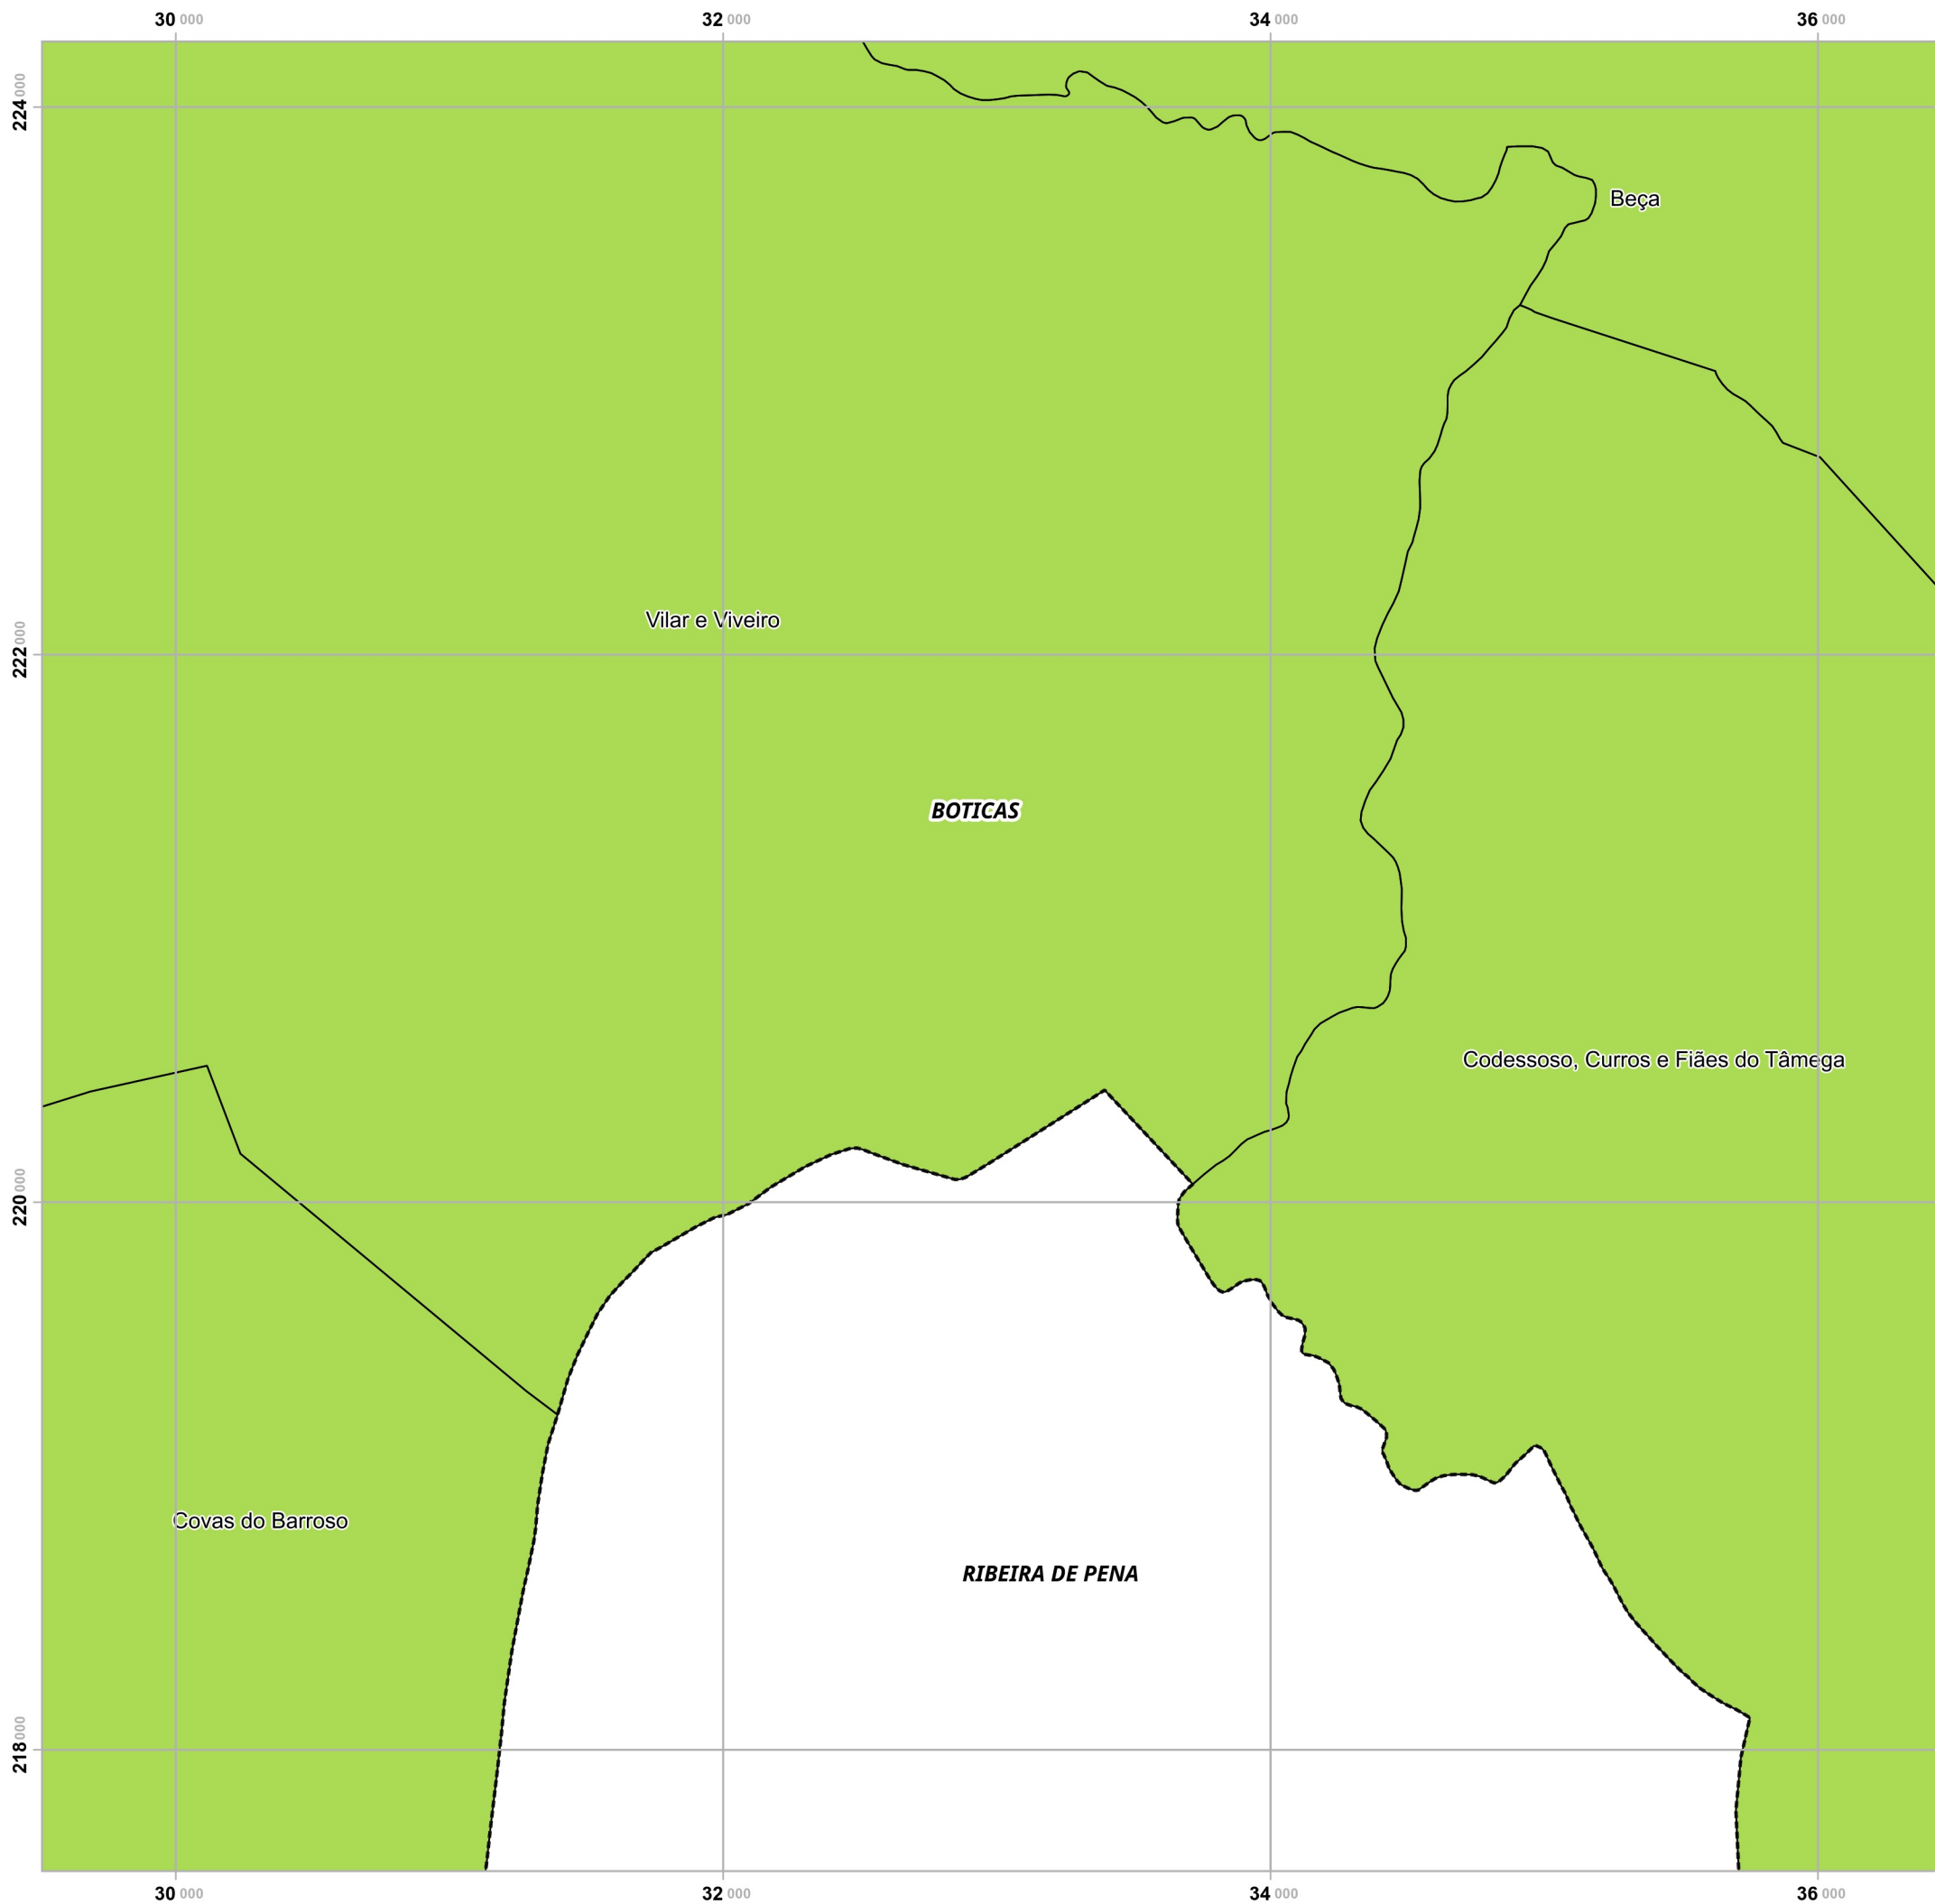 30 000 32 000 34 000 36 000
224 000
Beça
222 000
Vilar e Viveiro
BOTICAS
Codessoso, Curros e Fiães do Tâmega
220 000
Covas do Barroso
RIBEIRA DE PENA
218 000
30 000 32 000 34 000 36 000